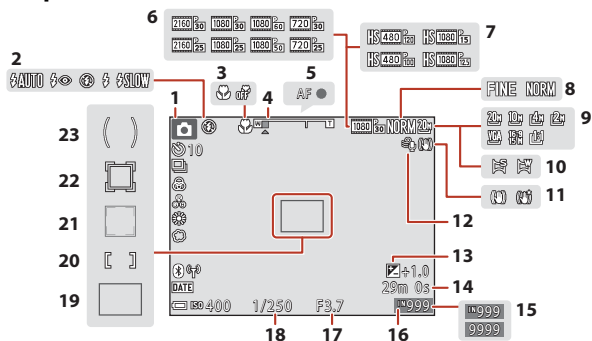 6
2160 P 30 1080 P 30 1080 P 60 720 P 30
2160 P 25 1080 P 25 1080 P 50 720 P 25
7
HS 480 P 120 HS 1080 P 15
HS 480 P 100
2
AUTO SLOW
3
OFF
4
5
AF
8
FINE NORM
1
W T
1080 P 30 NORM 20M
9
20M 10M 4M 2M
VGA 16:9 1:1
23
10
10
22
11
21
12
20
13
+1.0
19
DATE
29m 0s
14
ISO 400 1/250 F3.7 IN 999
15
IN 999
9999
18
17
16